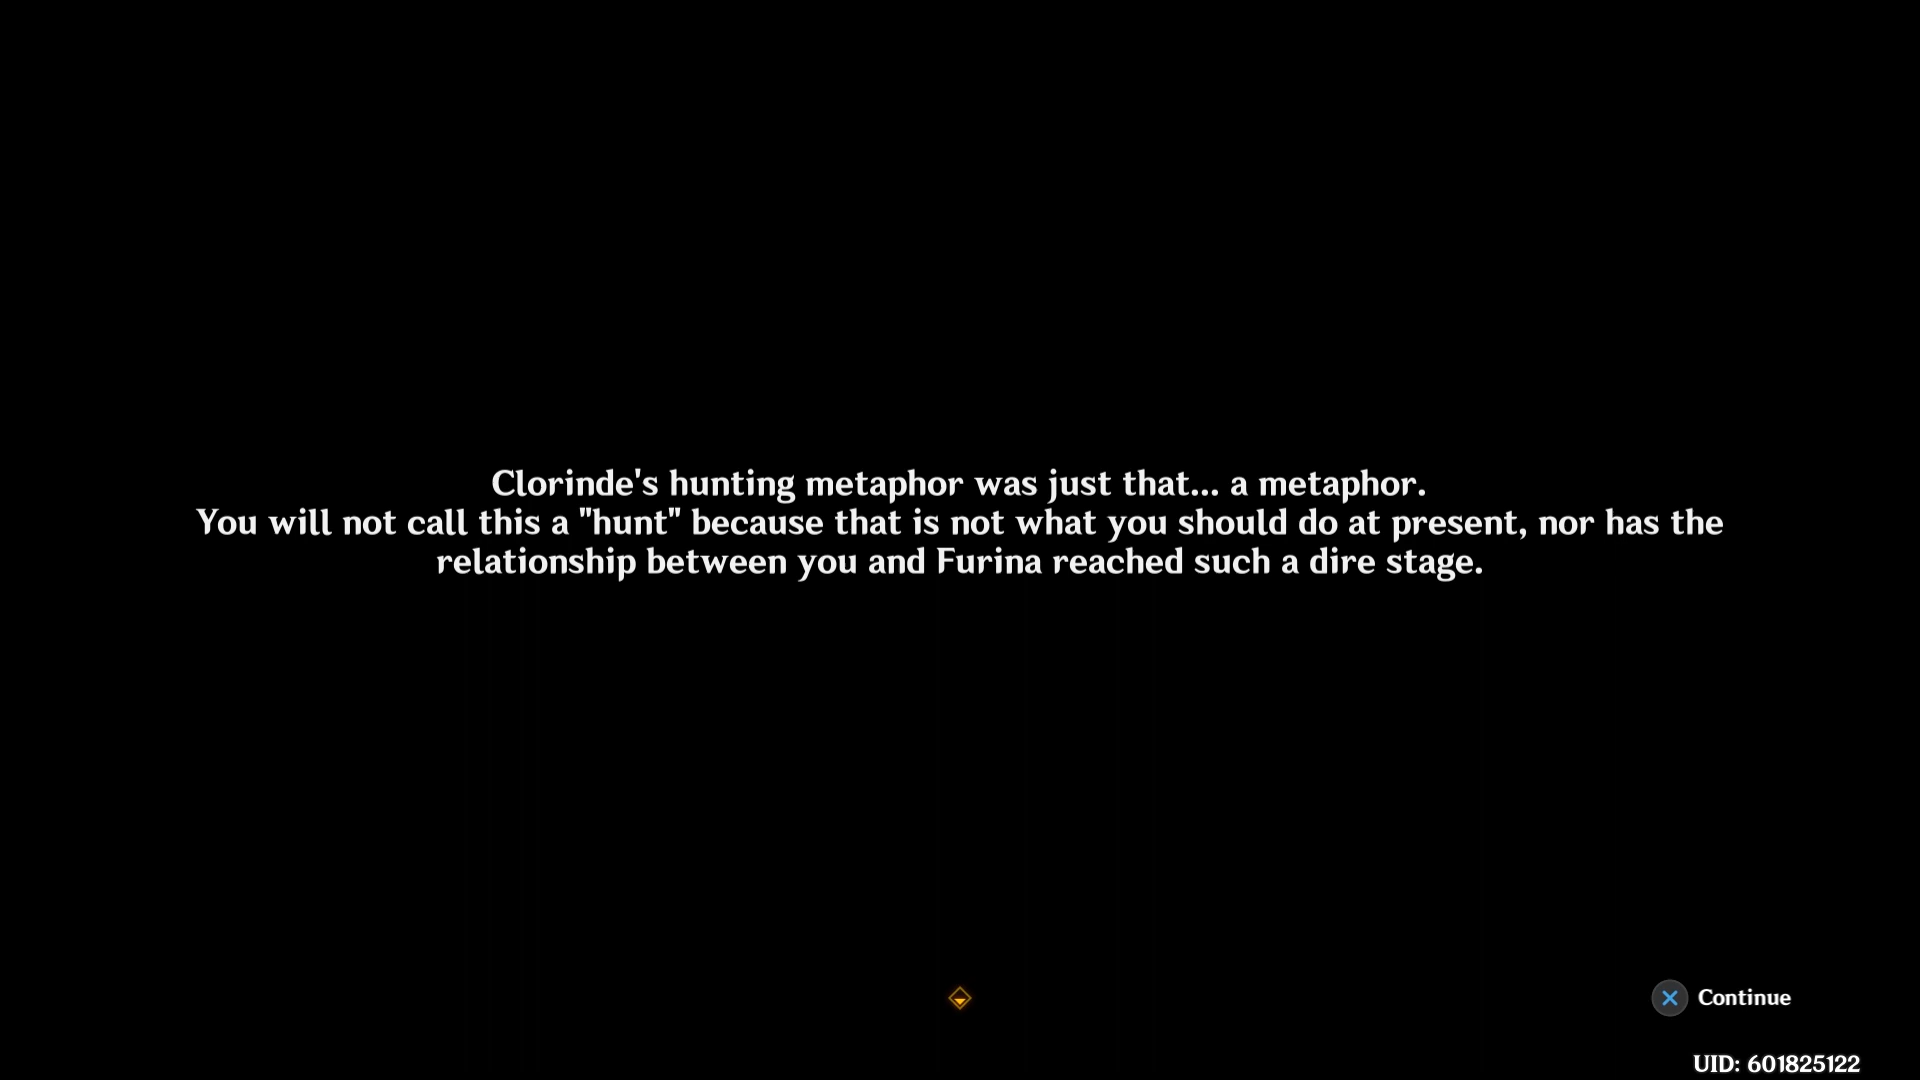 Clorinde's hunting metaphor was just that... a metaphor.
You will not call this a "hunt" because that is not what you should do at present, nor has the
relationship between you and Furina reached such a dire stage.
Continue
UID: 601825122